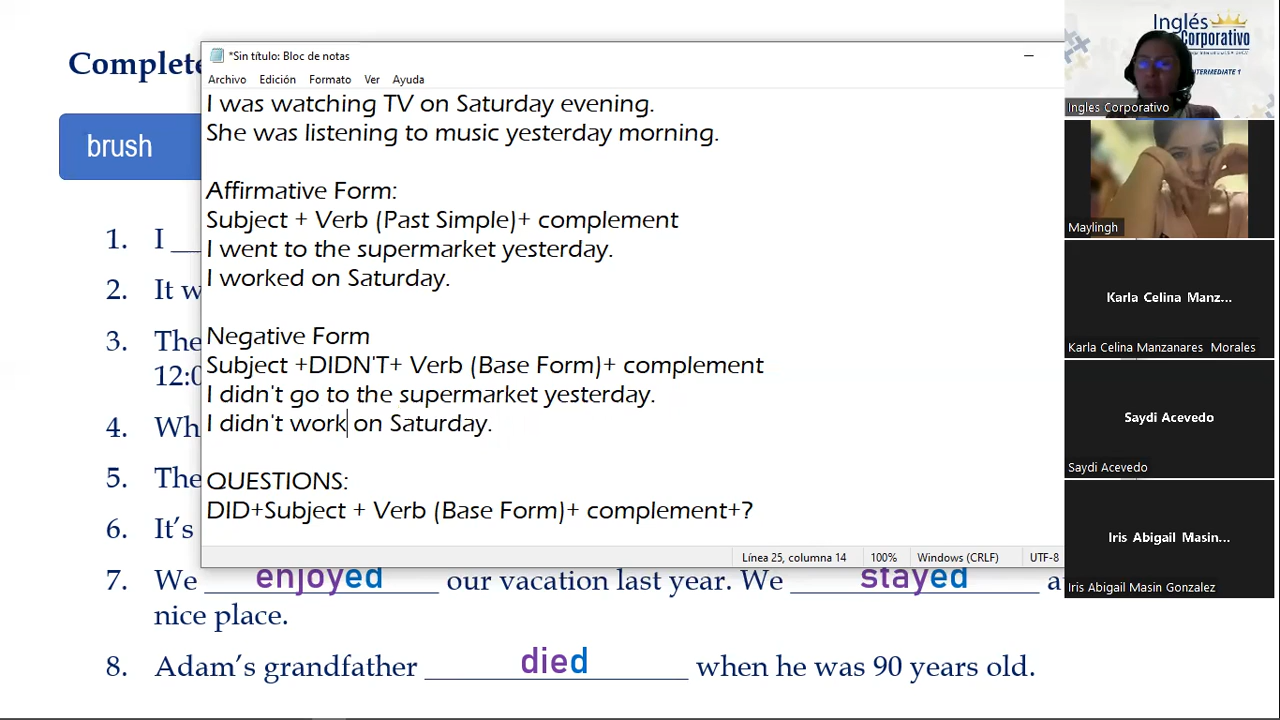 Complete
brush
1. I
2. It w
3. The
12:0
4. Wh
5. The
6. It's
7. We enjoyed our vacation last year. We stayed a
nice place.
8. Adam's grandfather died when he was 90 years old.
*Sin título: Bloc de notas
Archivo Edición Formato Ver Ayuda
I was watching TV on Saturday evening.
She was listening to music yesterday morning.
Affirmative Form:
Subject + Verb (Past Simple)+ complement
I went to the supermarket yesterday.
I worked on Saturday.
Negative Form
Subject +DIDN'T+ Verb (Base Form)+ complement
I didn't go to the supermarket yesterday.
I didn't work on Saturday.
QUESTIONS:
DID+Subject + Verb (Base Form)+ complement+?
Línea 25, columna 14 100% Windows (CRLF) UTF-8
Inglés
Corporativo
INTERMEDIATE 1
Ingles Corporativo
Maylingh
Karla Celina Manz...
Karla Celina Manzanares Morales
Saydi Acevedo
Saydi Acevedo
Iris Abigail Masin...
Iris Abigail Masin Gonzalez